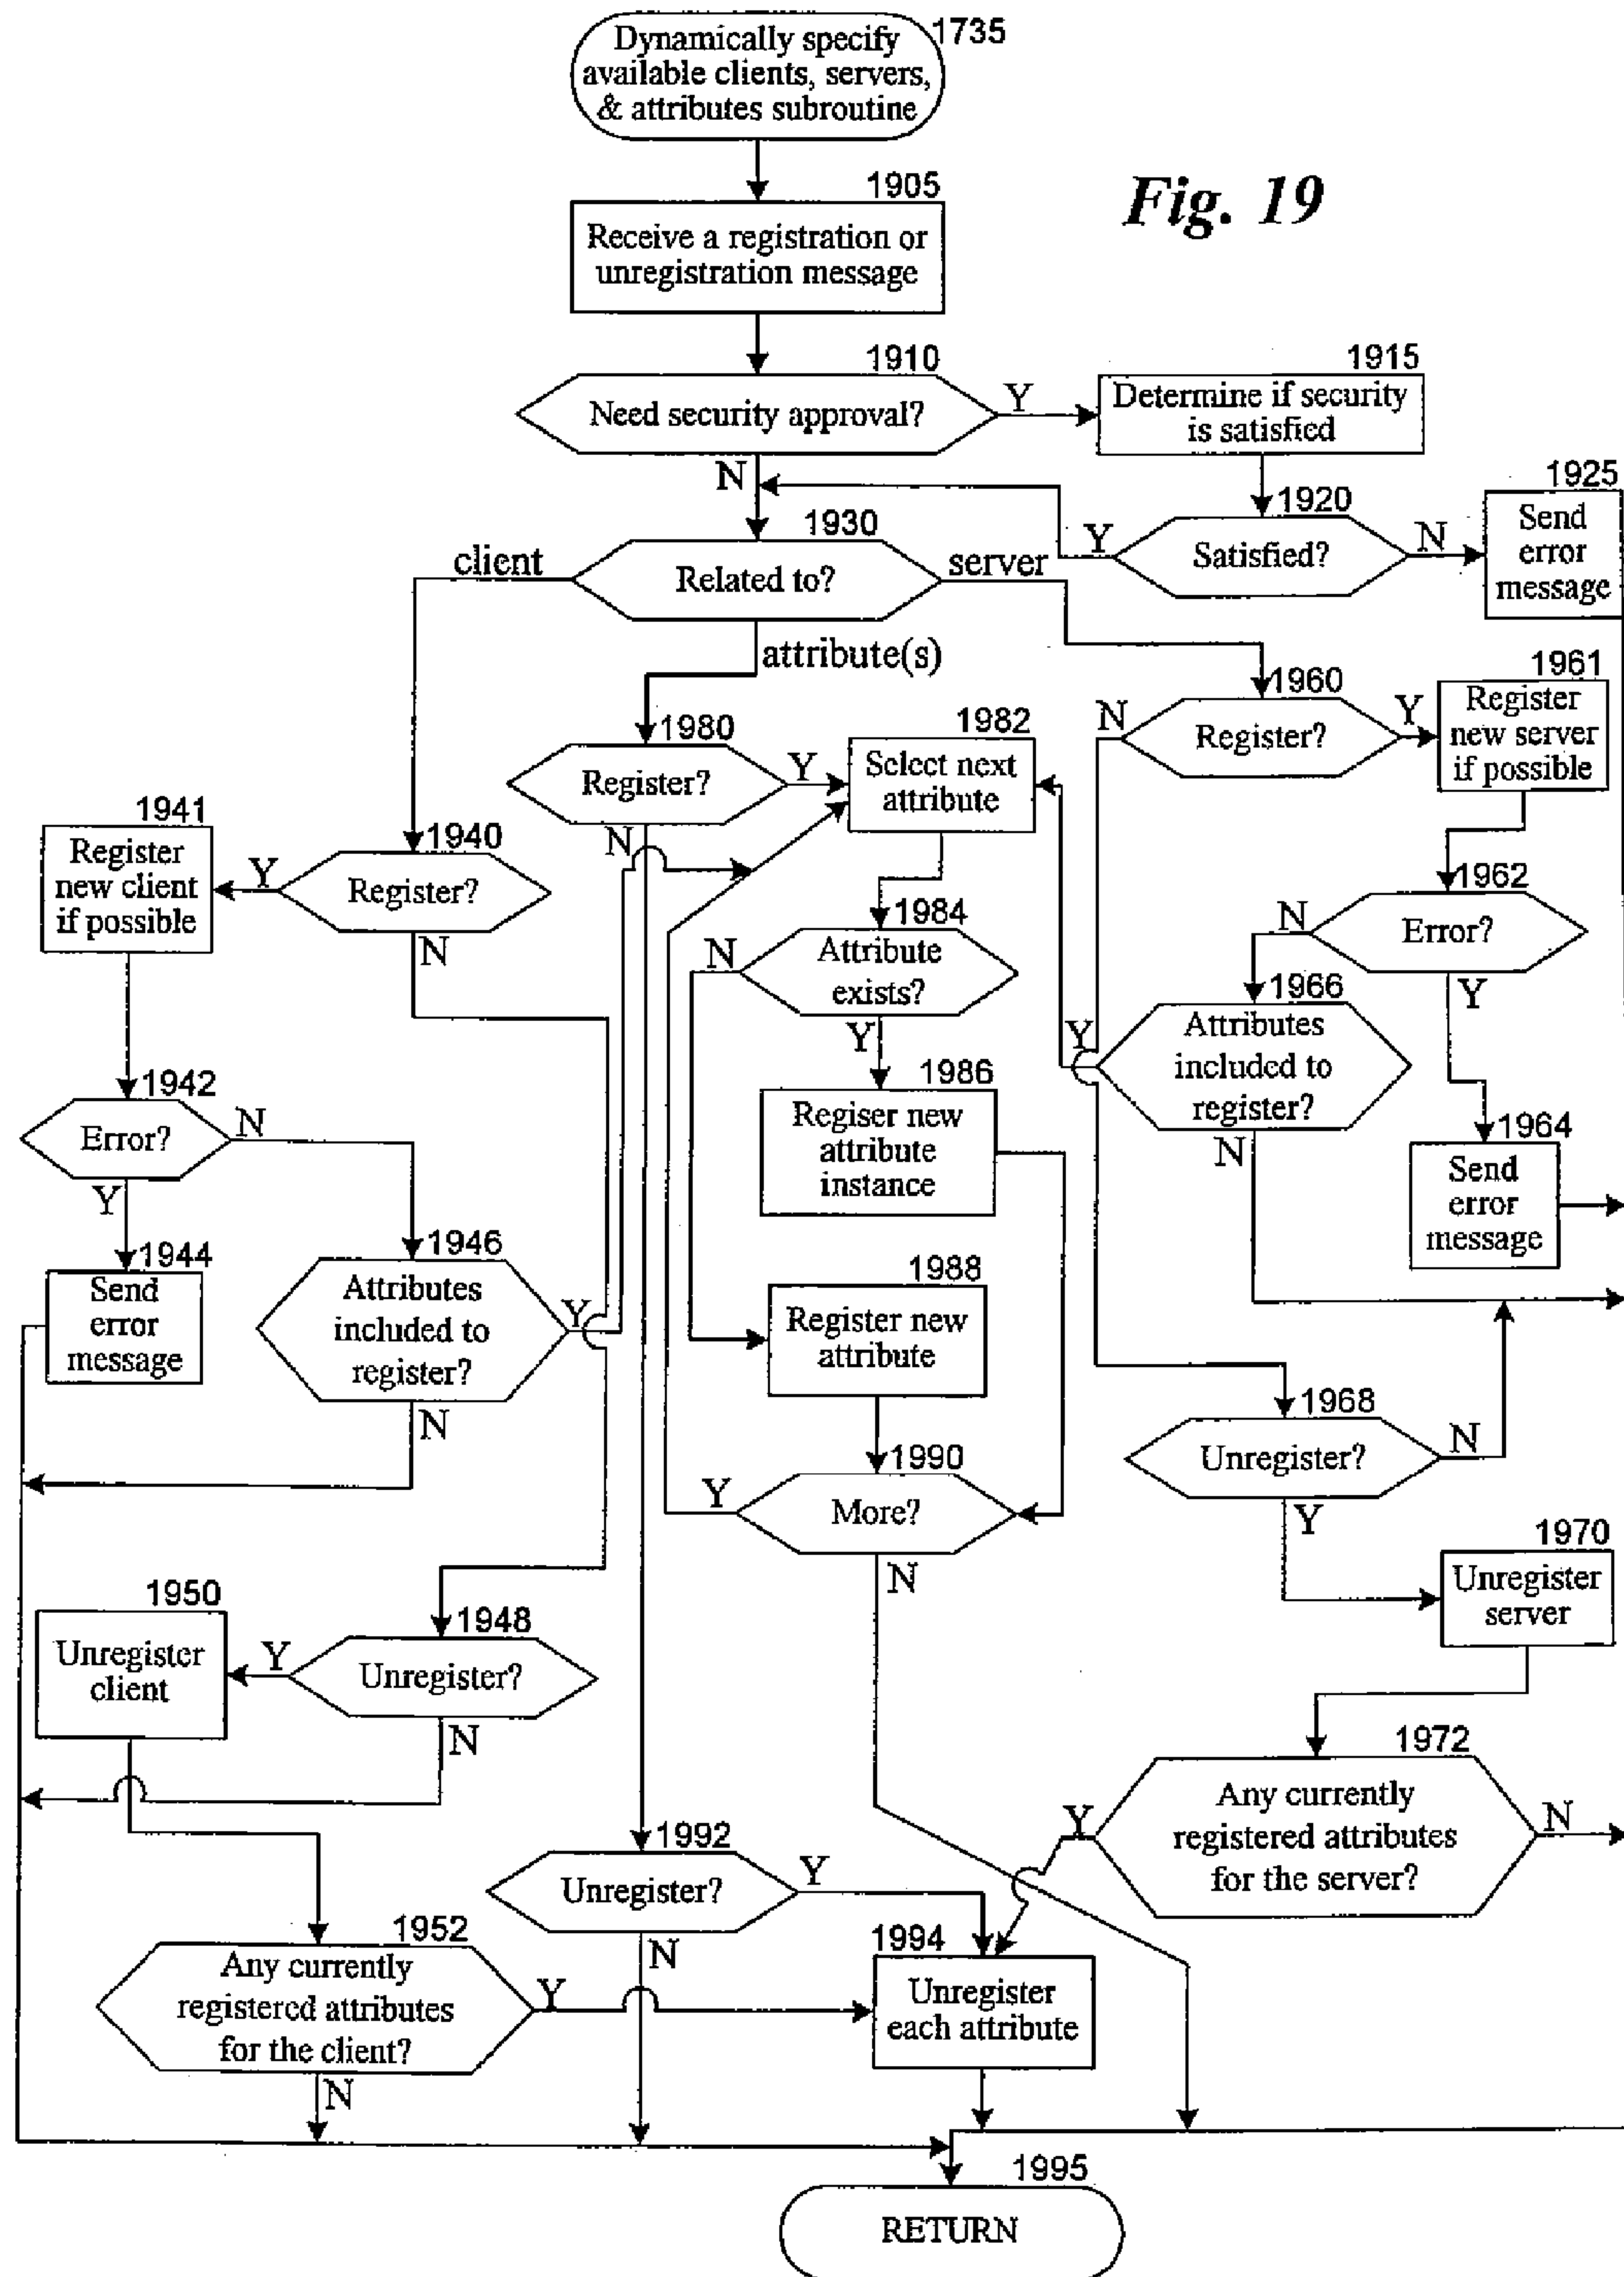 Dynamically specify
available clients, servers,
& attributes subroutine
1735
Fig. 19
1905
Receive a registration or
unregistration message
1910
Need security approval?
Y
N
1915
Determine if security
is satisfied
1920
Satisfied?
Y
N
1925
Send
error
message
1930
Related to?
client
server
attribute(s)
1960
Register?
N
Y
1961
Register
new server
if possible
1980
Register?
Y
N
1982
Select next
attribute
1941
Register
new client
if possible
1940
Register?
Y
N
1962
Error?
N
Y
1984
Attribute
exists?
N
Y
1966
Attributes
included to
register?
Y
N
1986
Regiser new
attribute
instance
1942
Error?
N
Y
1964
Send
error
message
1944
Send
error
message
1946
Attributes
included to
register?
Y
N
1988
Register new
attribute
1968
Unregister?
N
Y
1990
More?
Y
N
1970
Unregister
server
1950
Unregister
client
1948
Unregister?
Y
N
1972
Any currently
registered attributes
for the server?
Y
N
1992
Unregister?
Y
N
1952
Any currently
registered attributes
for the client?
Y
N
1994
Unregister
each attribute
1995
RETURN